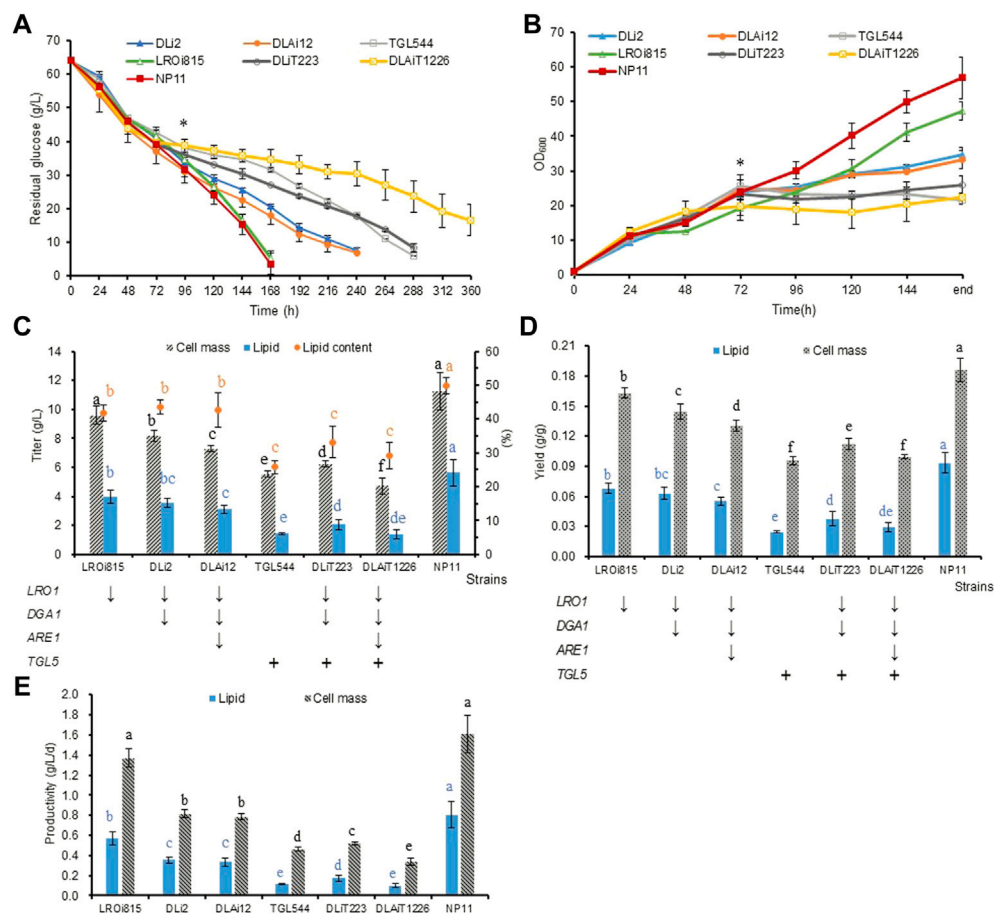 A
DLi2 DLAi12 TGL544
LROi815 DLiT223 DLAiT1226
NP11
Residual glucose (g/L)
70
60
50
40
30
20
10
0
*
0 24 48 72 96 120 144 168 192 216 240 264 288 312 336 360
Time (h)
B
DLi2 DLAi12 TGL544
LROi815 DLiT223 DLAiT1226
NP11
OD600
70
60
50
40
30
20
10
0
*
0 24 48 72 96 120 144 end
Time(h)
C
Cell mass Lipid Lipid content
Titer (g/L)
14
12
10
8
6
4
2
0
(%)
60
50
40
30
20
10
0
a b b
b b bc
c b c
e c e
d c d
f c de
a a a
LROi815 DLi2 DLAi12 TGL544 DLiT223 DLAiT1226 NP11
Strains
LRO1 ↓ ↓ ↓ ↓ ↓
DGA1 ↓ ↓ ↓ ↓
ARE1 ↓ ↓
TGL5 + + +
D
Lipid Cell mass
Yield (g/g)
0.21
0.18
0.15
0.12
0.09
0.06
0.03
0.00
b b
bc c
c d
e f
d e
de f
a a
LROi815 DLi2 DLAi12 TGL544 DLiT223 DLAiT1226 NP11
Strains
LRO1 ↓ ↓ ↓ ↓ ↓
DGA1 ↓ ↓ ↓ ↓
ARE1 ↓ ↓
TGL5 + + +
E
Lipid Cell mass
Productivity (g/L/d)
2.0
1.8
1.6
1.4
1.2
1.0
0.8
0.6
0.4
0.2
0.0
b a
c b
c b
e d
d c
e e
a a
LROi815 DLi2 DLAi12 TGL544 DLiT223 DLAiT1226 NP11